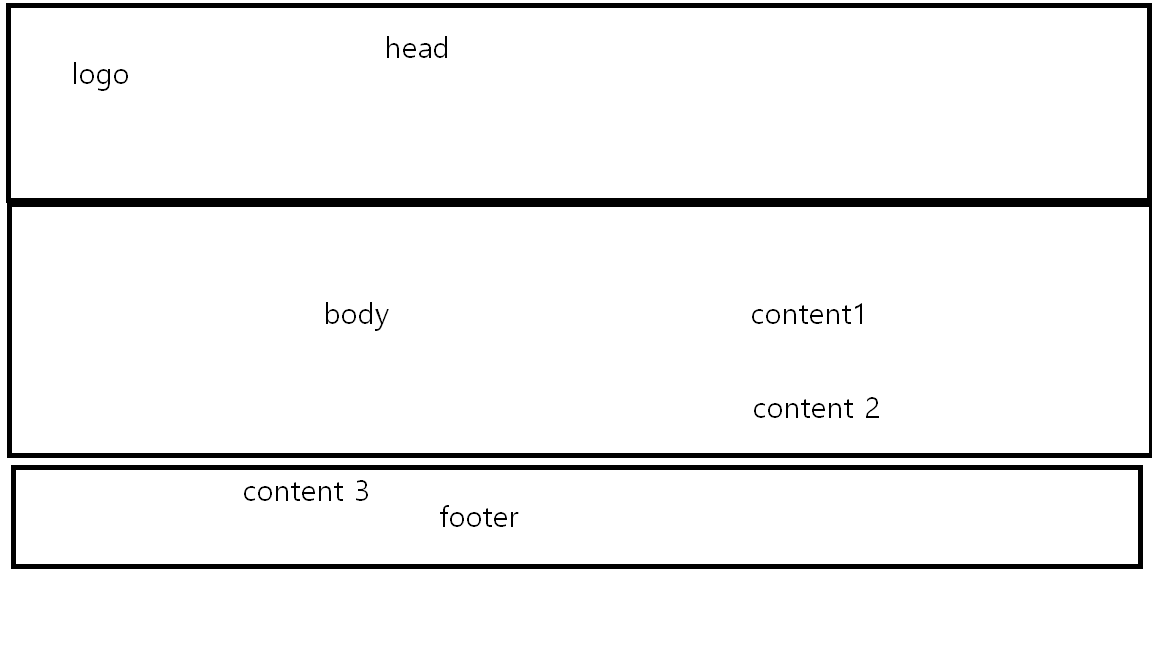 head
logo
body
content1
content 2
content 3
footer